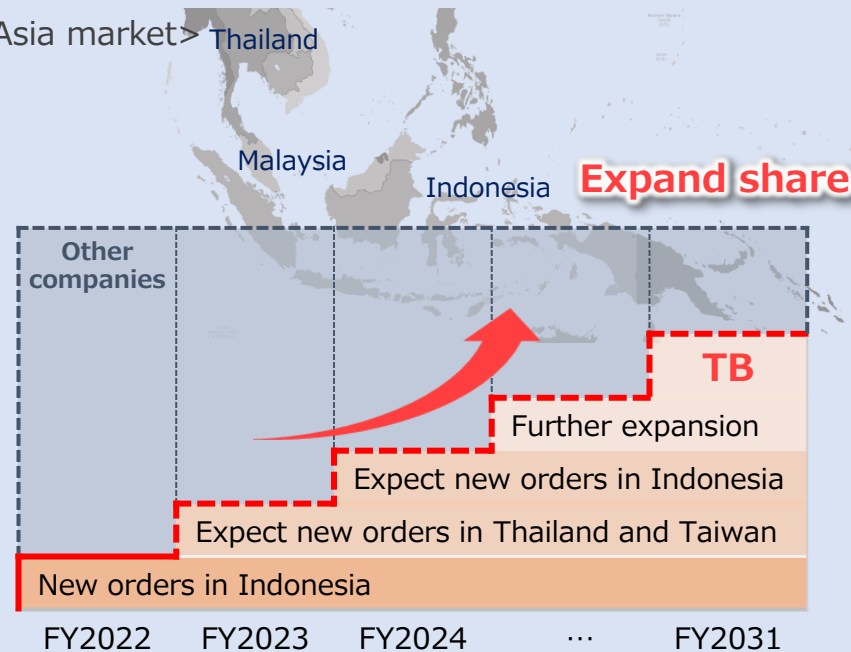 Asia market>
Thailand
Malaysia
Indonesia
Expand share
Other
companies
TB
Further expansion
Expect new orders in Indonesia
Expect new orders in Thailand and Taiwan
New orders in Indonesia
FY2022 FY2023 FY2024 … FY2031